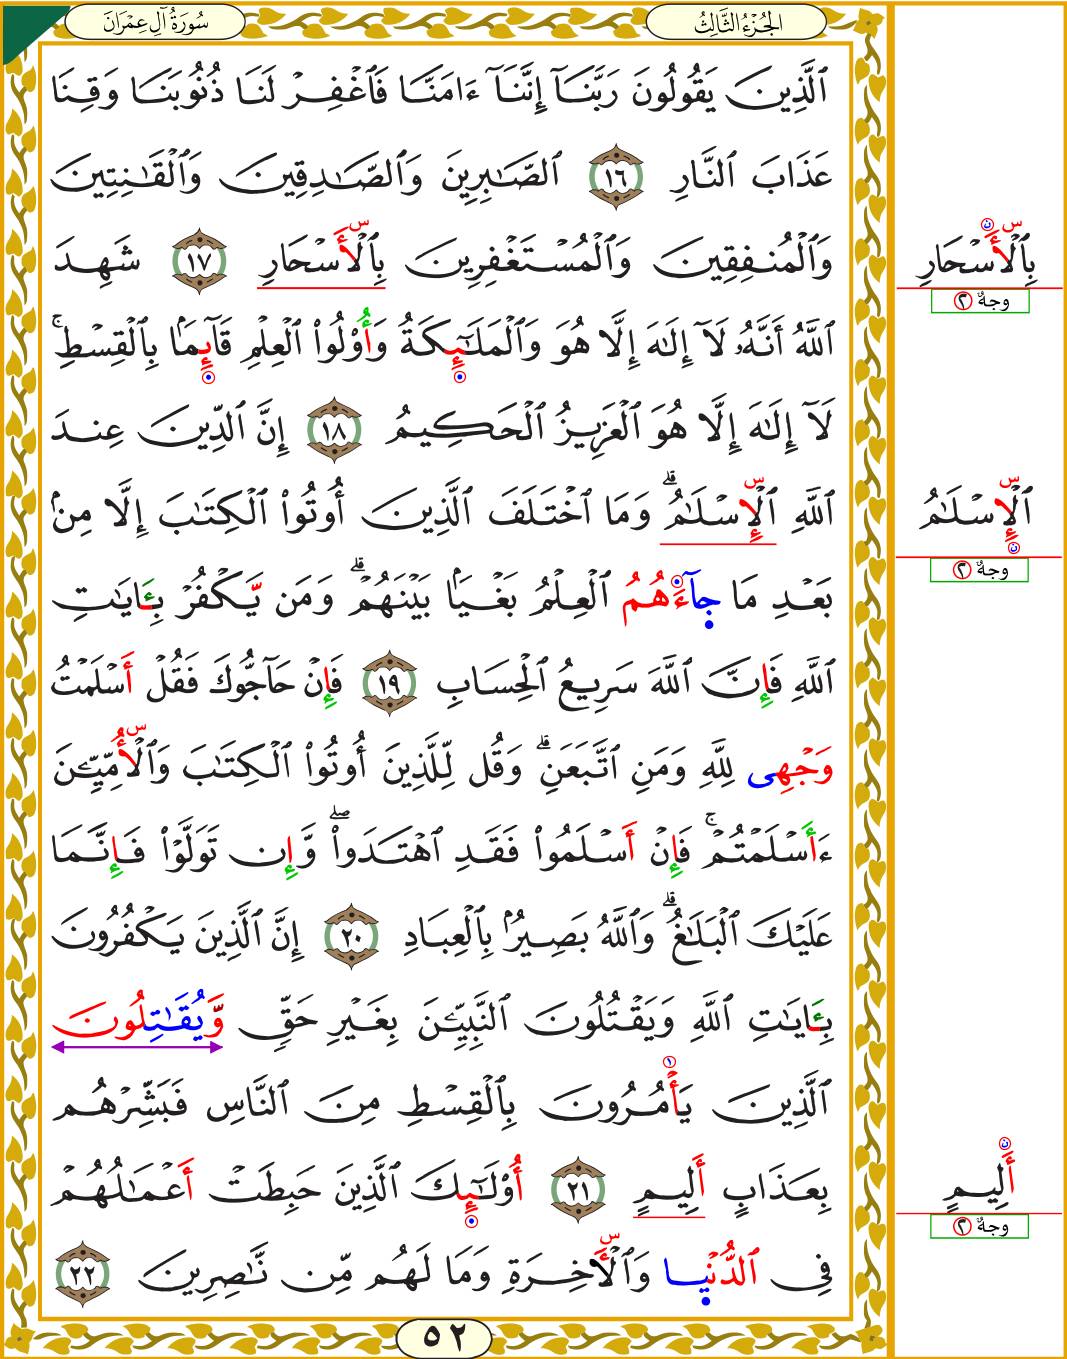 سُورَةُ آلِ عِمْرَانَ
الجُزْءُ الثَّالِثُ
ٱلَّذِينَ يَقُولُونَ رَبَّنَآ إِنَّنَآ ءَامَنَّا فَٱغْفِرْ لَنَا ذُنُوبَنَا وَقِنَا
عَذَابَ ٱلنَّارِ ١٦ ٱلصَّـٰبِرِينَ وَٱلصَّـٰدِقِينَ وَٱلْقَـٰنِتِينَ
وَٱلْمُنفِقِينَ وَٱلْمُسْتَغْفِرِينَ بِٱلْأَسْحَارِ ١٧ شَهِدَ
ٱللَّهُ أَنَّهُۥ لَآ إِلَـٰهَ إِلَّا هُوَ وَٱلْمَلَـٰٓئِكَةُ وَأُوْلُواْ ٱلْعِلْمِ قَآئِمَۢا بِٱلْقِسْطِ ۚ
لَآ إِلَـٰهَ إِلَّا هُوَ ٱلْعَزِيزُ ٱلْحَكِيمُ ١٨ إِنَّ ٱلدِّينَ عِندَ
ٱللَّهِ ٱلْإِسْلَـٰمُ ۗ وَمَا ٱخْتَلَفَ ٱلَّذِينَ أُوتُواْ ٱلْكِتَـٰبَ إِلَّا مِنۢ
بَعْدِ مَا جَآءَهُمُ ٱلْعِلْمُ بَغْيَۢا بَيْنَهُمْ ۗ وَمَن يَّكْفُرْ بِـَٔايَـٰتِ
ٱللَّهِ فَإِنَّ ٱللَّهَ سَرِيعُ ٱلْحِسَابِ ١٩ فَإِنْ حَآجُّوكَ فَقُلْ أَسْلَمْتُ
وَجْهِى لِلَّهِ وَمَنِ ٱتَّبَعَنِ ۗ وَقُل لِّلَّذِينَ أُوتُواْ ٱلْكِتَـٰبَ وَٱلْأُمِّيِّـۧنَ
ءَأَسْلَمْتُمْ ۚ فَإِنْ أَسْلَمُواْ فَقَدِ ٱهْتَدَواْ ۖ وَّإِن تَوَلَّوْاْ فَإِنَّمَا
عَلَيْكَ ٱلْبَلَـٰغُ ۗ وَٱللَّهُ بَصِيرُۢ بِٱلْعِبَادِ ٢٠ إِنَّ ٱلَّذِينَ يَكْفُرُونَ
بِـَٔايَـٰتِ ٱللَّهِ وَيَقْتُلُونَ ٱلنَّبِيِّـۧنَ بِغَيْرِ حَقٍّ وَّيُقَـٰتِلُونَ
ٱلَّذِينَ يَأْمُرُونَ بِٱلْقِسْطِ مِنَ ٱلنَّاسِ فَبَشِّرْهُم
بِعَذَابٍ أَلِيمٍ ٢١ أُوْلَـٰٓئِكَ ٱلَّذِينَ حَبِطَتْ أَعْمَـٰلُهُمْ
فِى ٱلدُّنْيَا وَٱلْأَخِرَةِ وَمَا لَهُم مِّن نَّـٰصِرِينَ ٢٢
٥٢
بِٱلْأَسْحَارِ
وجهٌ ٢
ٱلْإِسْلَـٰمُ
وجهٌ ٢
أَلِيمٍ
وجهٌ ٢